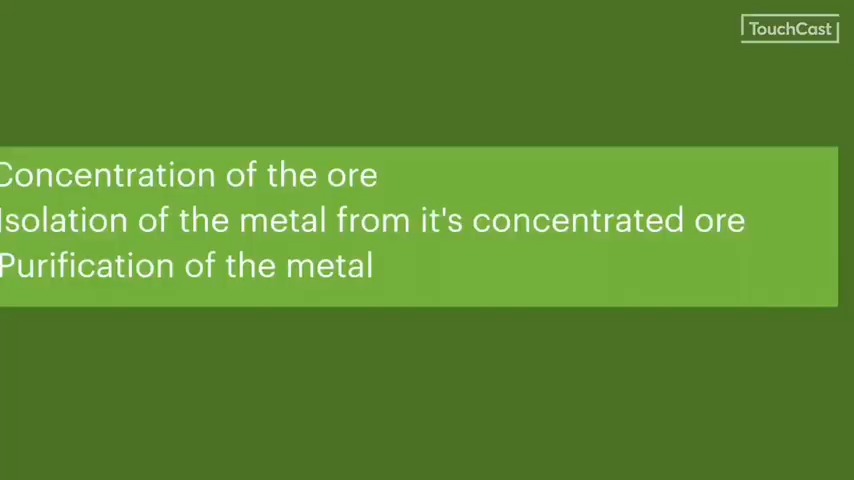 TouchCast
Concentration of the ore
Isolation of the metal from it's concentrated ore
Purification of the metal